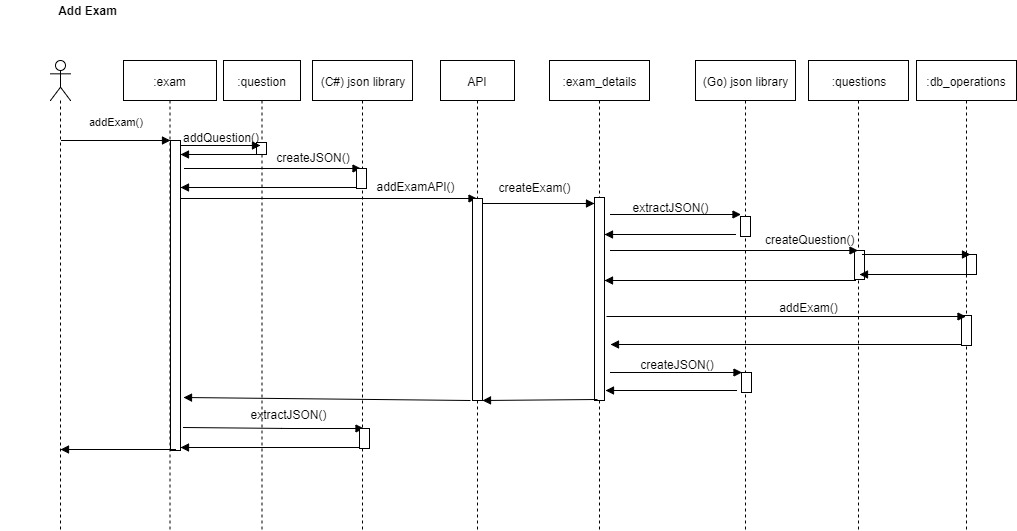 Add Exam
:exam
:question
(C#) json library
API
:exam_details
(Go) json library
:questions
:db_operations
addExam()
addQuestion()
createJSON()
addExamAPI()
createExam()
extractJSON()
createQuestion()
addExam()
createJSON()
extractJSON()